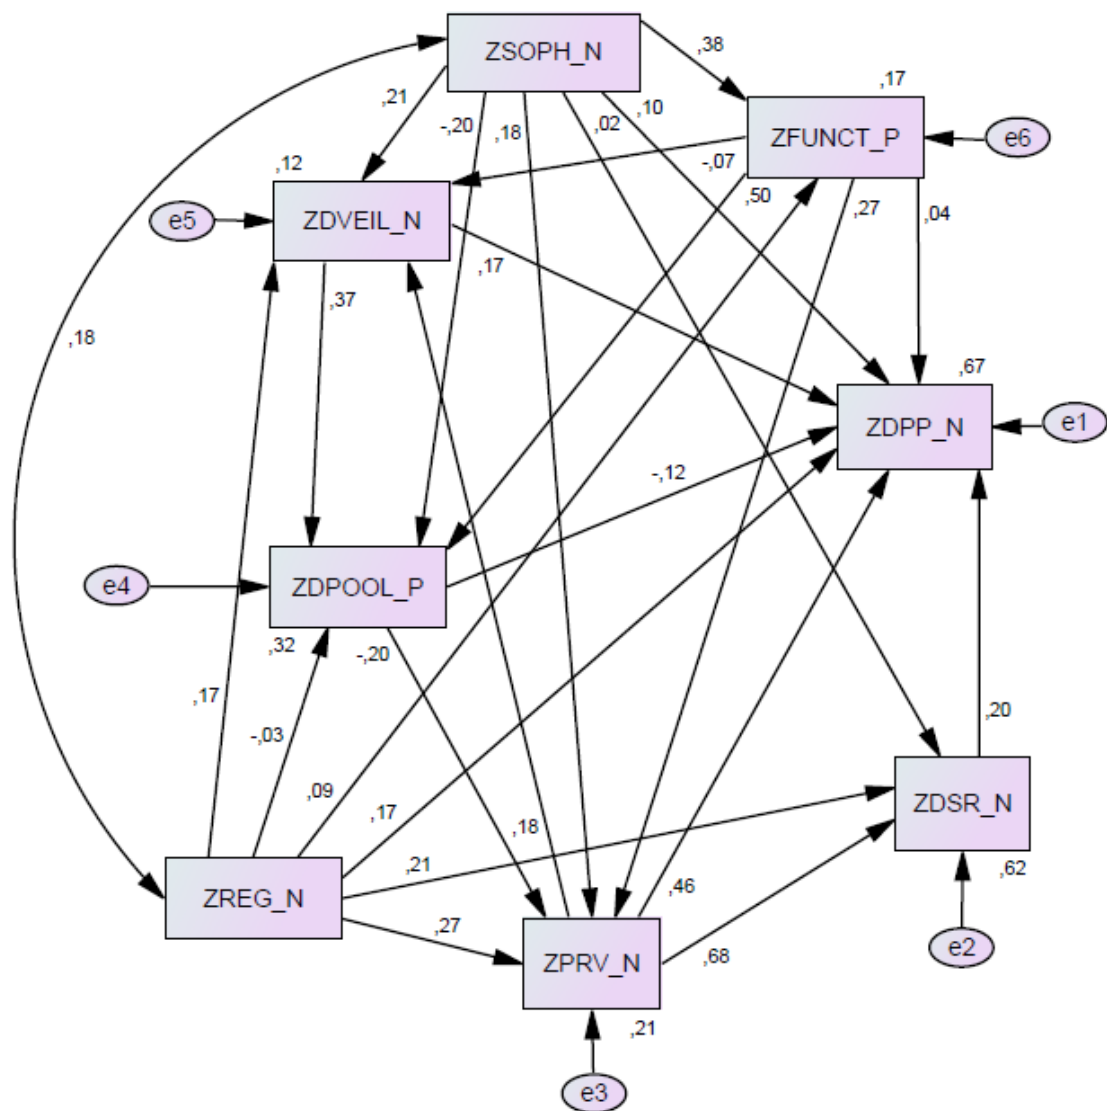 ZSOPH_N
,38
,17
,21
-,20
,18
,02
,10
ZFUNCT_P
e6
,12
-,07
,50
,27
,04
ZDVEIL_N
e5
,17
,37
,18
,67
ZDPP_N
e1
-,12
ZDPOOL_P
e4
,32
-,20
,17
-,03
,20
,09
,17
,18
ZDSR_N
,21
,46
,62
ZREG_N
,27
,68
e2
ZPRV_N
,21
e3